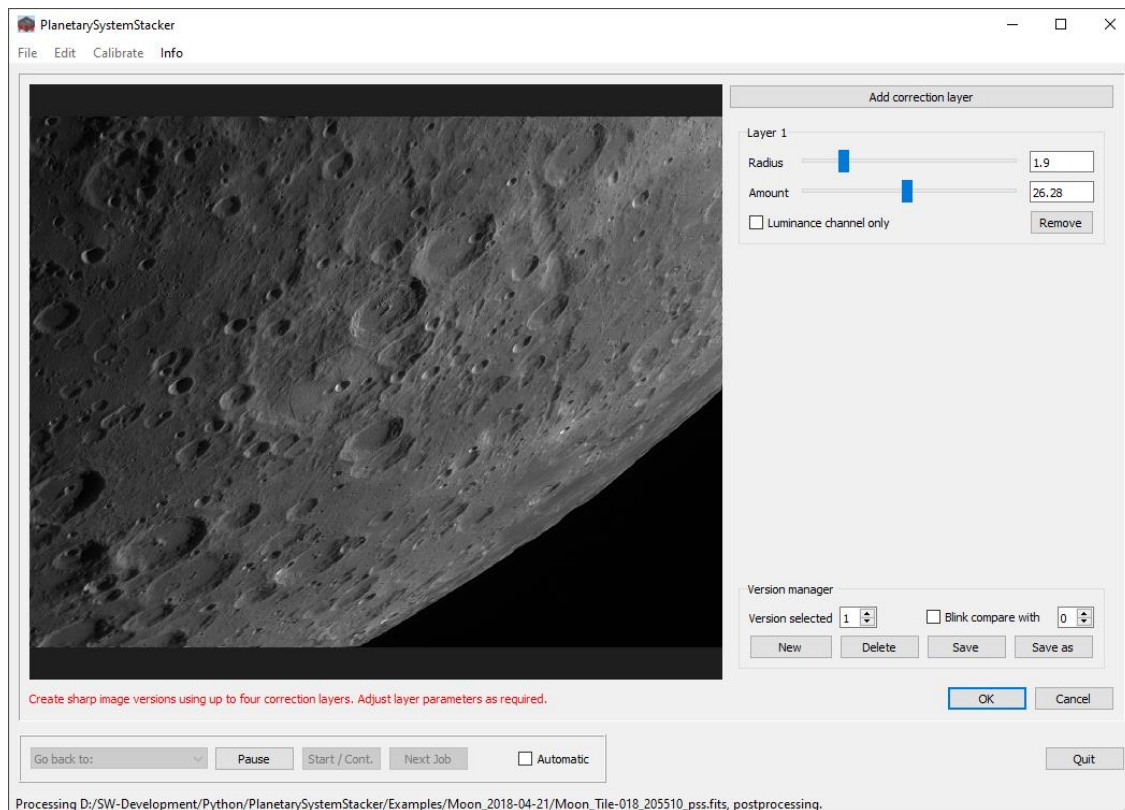 PlanetarySystemStacker
File Edit Calibrate Info
Add correction layer
Layer 1
Radius 1.9
Amount 26.28
Luminance channel only Remove
Version manager
Version selected 1 Blink compare with 0
New Delete Save Save as
Create sharp image versions using up to four correction layers. Adjust layer parameters as required.
OK Cancel
Go back to: Pause Start / Cont. Next Job Automatic Quit
Processing D:/SW-Development/Python/PlanetarySystemStacker/Examples/Moon_2018-04-21/Moon_Tile-018_205510_pss.fits, postprocessing.